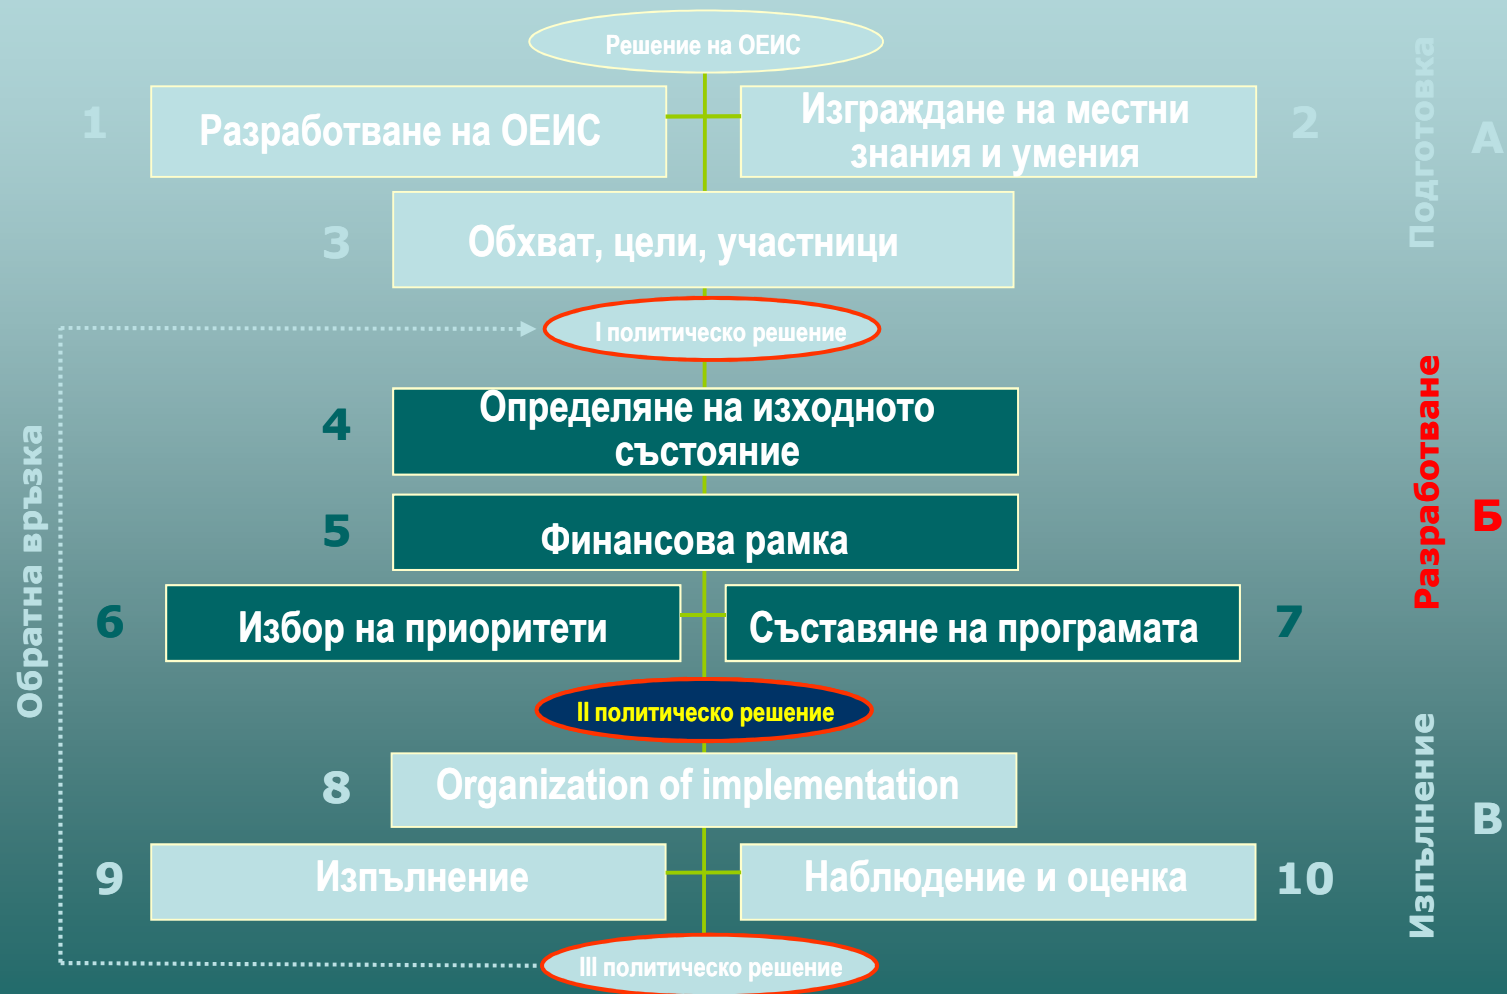 Решение на ОЕИС
1
Разработване на ОЕИС
Изграждане на местни
знания и умения
2
Подготовка
А
3
Обхват, цели, участници
I политическо решение
4
Определяне на изходното
състояние
5
Финансова рамка
6
Избор на приоритети
Съставяне на програмата
7
Разработване
Б
Обратна връзка
II политическо решение
8
Organization of implementation
9
Изпълнение
Наблюдение и оценка
10
Изпълнение
В
III политическо решение